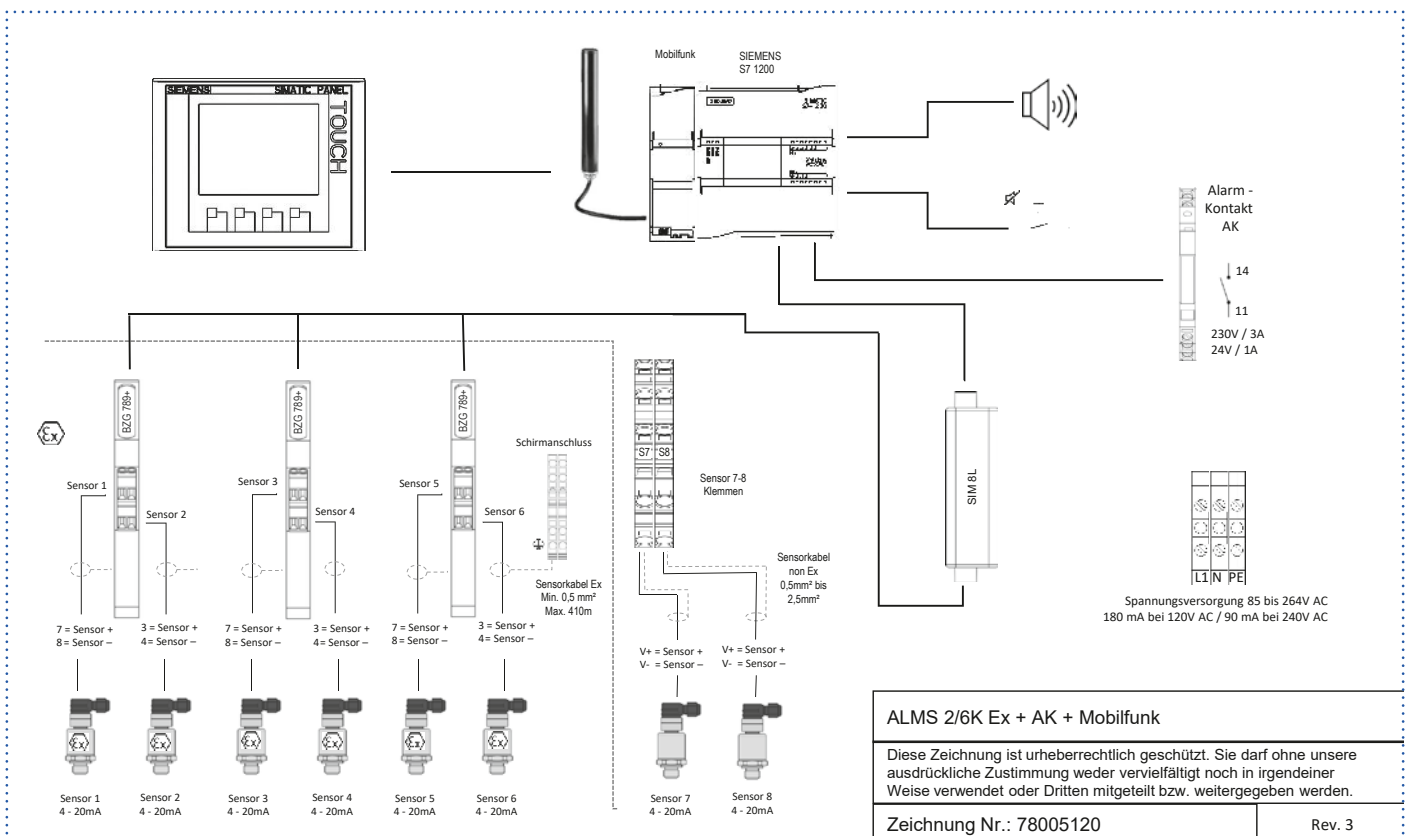 SIEMENS
SIMATIC PANEL
TOUCH
Mobilfunk
SIEMENS
S7 1200
Alarm -
Kontakt
AK
14
11
230V / 3A
24V / 1A
BZG 789+
BZG 789+
BZG 789+
Ex
Sensor 1
Sensor 2
Sensor 3
Sensor 4
Sensor 5
Sensor 6
Schirmanschluss
Sensorkabel Ex
Min. 0,5 mm²
Max. 410m
S7
S8
Sensor 7-8
Klemmen
Sensorkabel
non Ex
0,5mm² bis
2,5mm²
SIM 8L
L1 N PE
Spannungsversorgung 85 bis 264V AC
180 mA bei 120V AC / 90 mA bei 240V AC
7 = Sensor +
8 = Sensor –
3 = Sensor +
4= Sensor –
7 = Sensor +
8 = Sensor –
3 = Sensor +
4= Sensor –
7 = Sensor +
8 = Sensor –
3 = Sensor +
4= Sensor –
V+ = Sensor +
V- = Sensor –
V+ = Sensor +
V- = Sensor –
Ex
Ex
Ex
Ex
Ex
Ex
Sensor 1
4 - 20mA
Sensor 2
4 - 20mA
Sensor 3
4 - 20mA
Sensor 4
4 - 20mA
Sensor 5
4 - 20mA
Sensor 6
4 - 20mA
Sensor 7
4 - 20mA
Sensor 8
4 - 20mA
ALMS 2/6K Ex + AK + Mobilfunk
Diese Zeichnung ist urheberrechtlich geschützt. Sie darf ohne unsere
ausdrückliche Zustimmung weder vervielfältigt noch in irgendeiner
Weise verwendet oder Dritten mitgeteilt bzw. weitergegeben werden.
Zeichnung Nr.: 78005120
Rev. 3